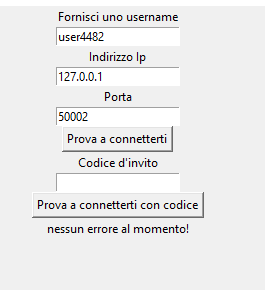 Fornisci uno username
user4482
Indirizzo Ip
127.0.0.1
Porta
50002
Prova a connetterti
Codice d'invito
Prova a connetterti con codice
nessun errore al momento!